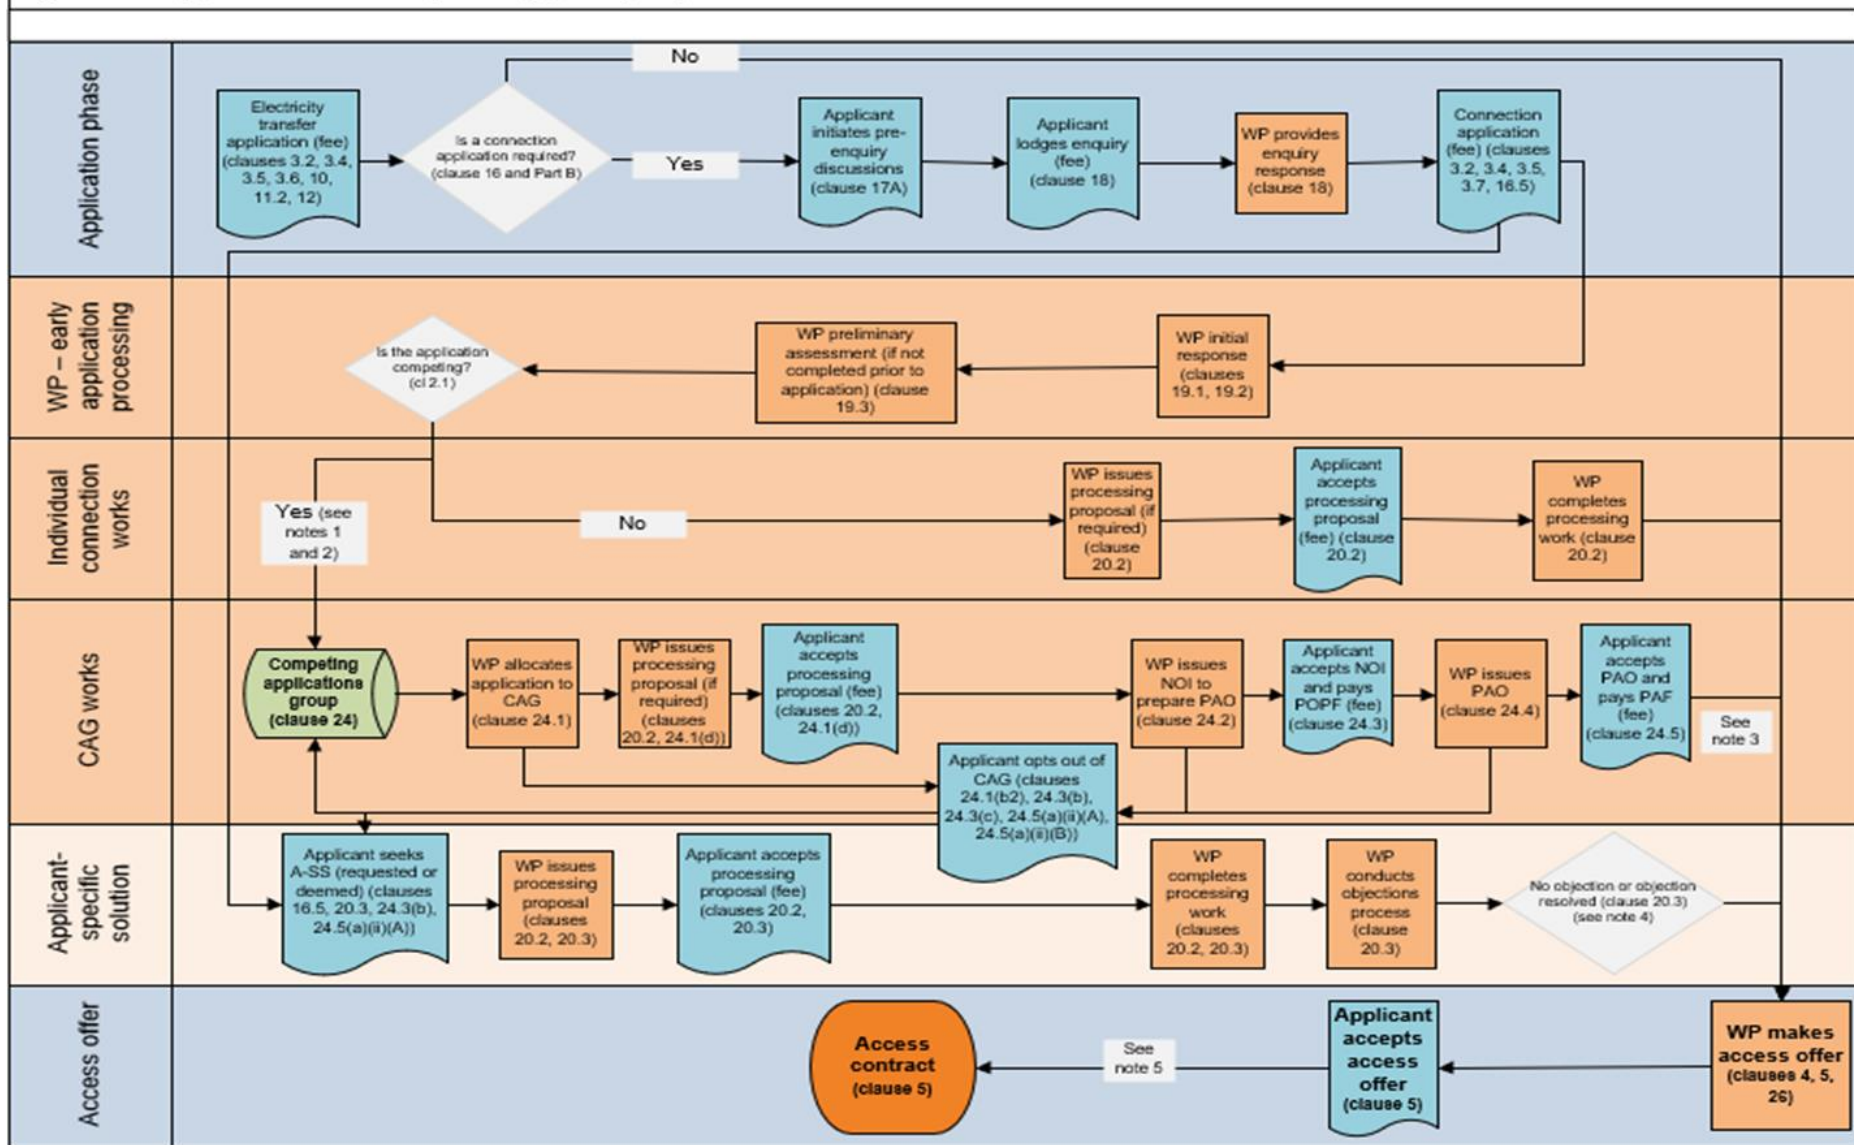 Application phase
No
Electricity
transfer
application (fee)
(clauses 3.2, 3.4,
3.5, 3.6, 10,
11.2, 12)
Is a connection
application required?
(clause 16 and Part B)
Yes
Applicant
initiates pre-
enquiry
discussions
(clause 17A)
Applicant
lodges enquiry
(fee)
(clause 18)
WP provides
enquiry
response
(clause 18)
Connection
application
(fee) (clauses
3.2, 3.4, 3.5,
3.7, 16.5)
WP – early
application
processing
Is the application
competing?
(cl 2.1)
WP preliminary
assessment (if not
completed prior to
application) (clause
19.3)
WP initial
response
(clauses
19.1, 19.2)
Individual
connection
works
Yes (see
notes 1
and 2)
No
WP issues
processing
proposal (if
required)
(clause
20.2)
Applicant
accepts
processing
proposal
(fee) (clause
20.2)
WP
completes
processing
work (clause
20.2)
CAG works
Competing
applications
group
(clause 24)
WP allocates
application to
CAG
(clause 24.1)
WP issues
processing
proposal (if
required)
(clauses
20.2, 24.1(d))
Applicant
accepts
processing
proposal (fee)
(clauses 20.2,
24.1(d))
Applicant opts out of
CAG (clauses
24.1(b2), 24.3(b),
24.3(c), 24.5(a)(ii)(A),
24.5(a)(ii)(B))
WP issues
NOI to
prepare PAO
(clause 24.2)
Applicant
accepts NOI
and pays
POPF (fee)
(clause 24.3)
WP issues
PAO
(clause 24.4)
Applicant
accepts
PAO and
pays PAF
(fee)
(clause 24.5)
See
note 3
Applicant-
specific
solution
Applicant seeks
A-SS (requested or
deemed) (clauses
16.5, 20.3, 24.3(b),
24.5(a)(ii)(A))
WP issues
processing
proposal
(clauses
20.2, 20.3)
Applicant accepts
processing
proposal (fee)
(clauses 20.2,
20.3)
WP
completes
processing
work
(clauses
20.2, 20.3)
WP
conducts
objections
process
(clause
20.3)
No objection or objection
resolved (clause 20.3)
(see note 4)
Access offer
Access
contract
(clause 5)
See
note 5
Applicant
accepts
access
offer
(clause 5)
WP makes
access offer
(clauses 4, 5,
26)